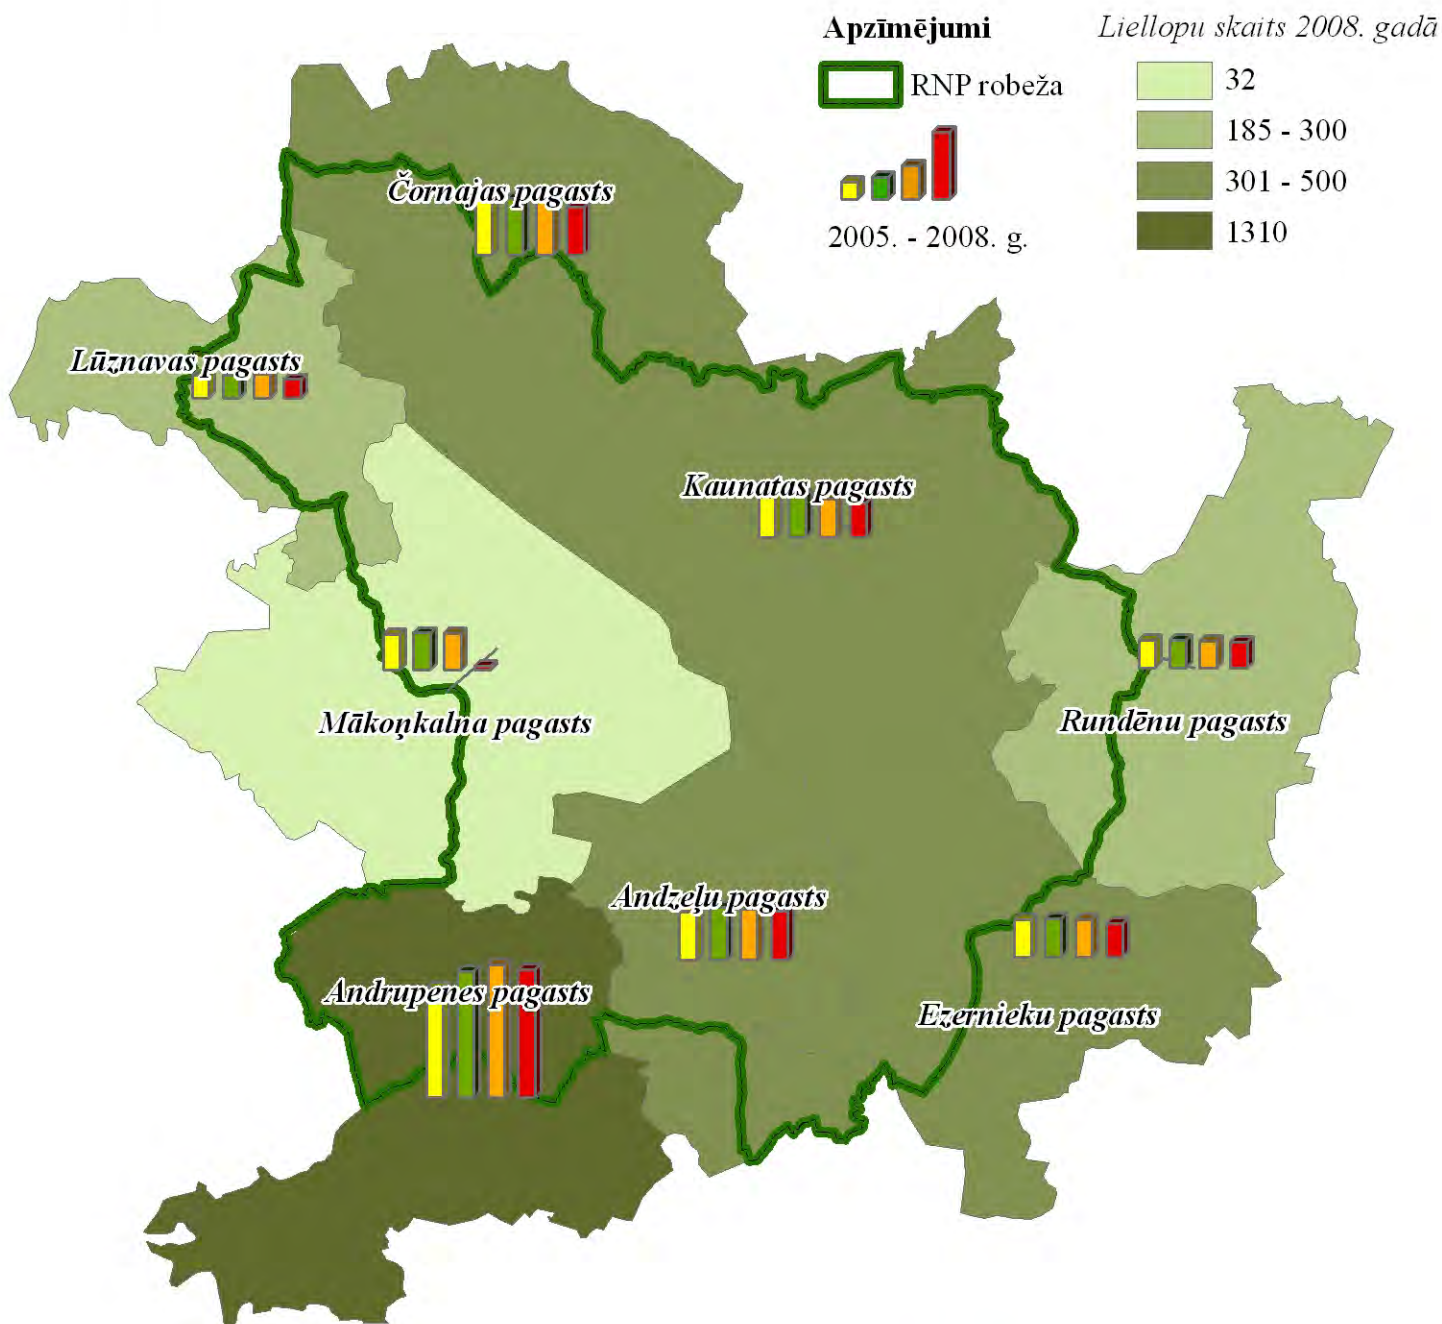 Apzīmējumi
RNP robeža
2005. - 2008. g.
Liellopu skaits 2008. gadā
32
185 - 300
301 - 500
1310
Čornajas pagasts
Lūznavas pagasts
Kaunatas pagasts
Mākoņkalna pagasts
Rundēnu pagasts
Andzeļu pagasts
Andrupenes pagasts
Ezernieku pagasts